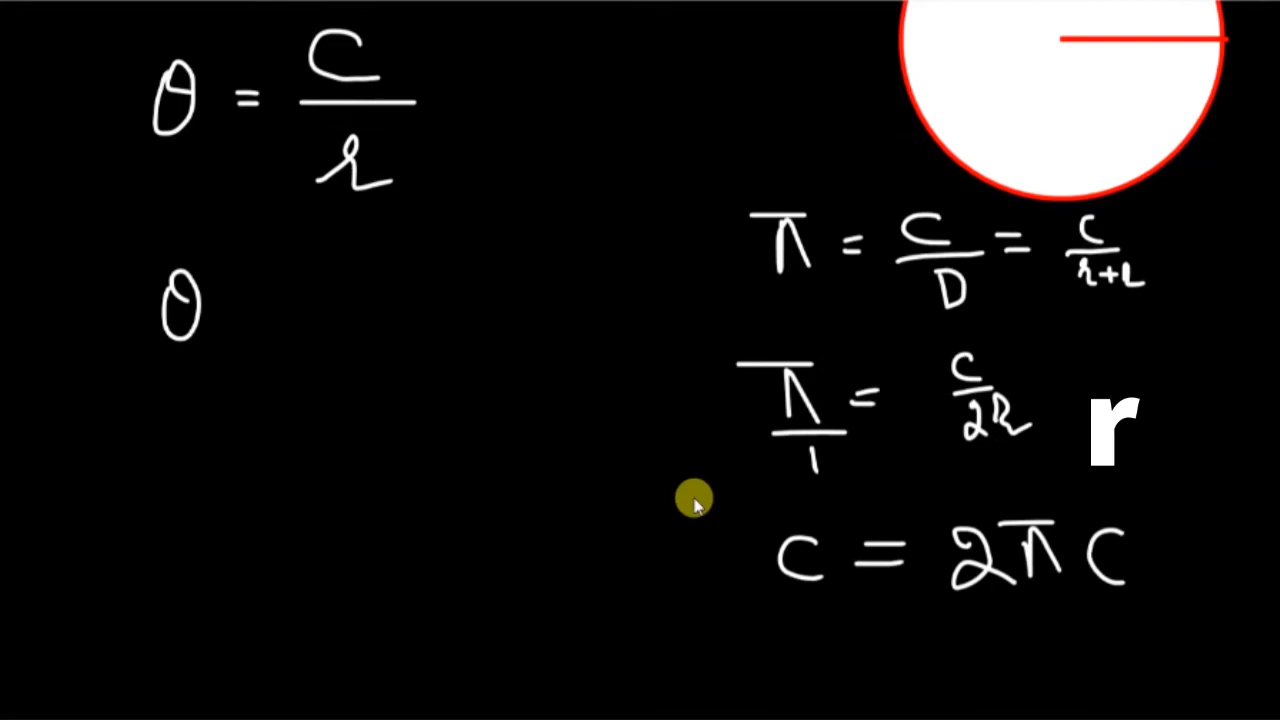 θ = C / r
π = C / D = C / r+r
θ
π / 1 = C / 2r r
C = 2πC